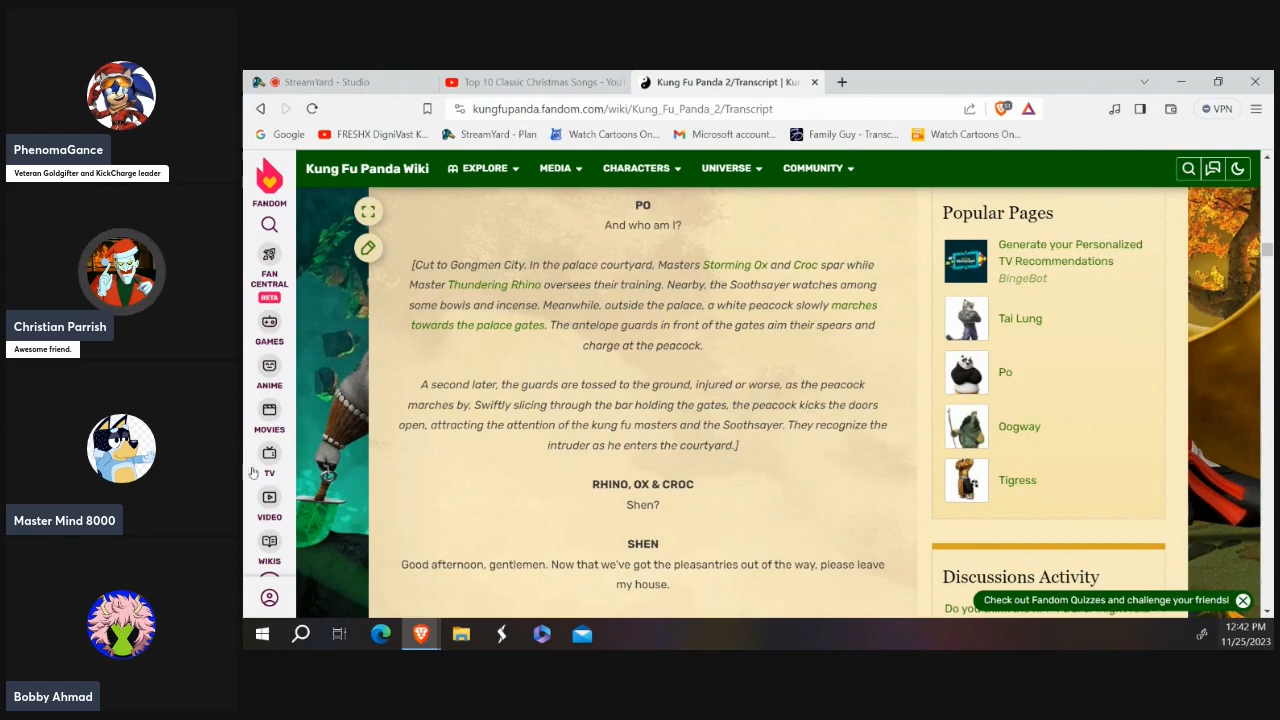 PhenomaGance
Veteran Goldgifter and KickCharge leader
Christian Parrish
Awesome friend.
Master Mind 8000
Bobby Ahmad
StreamYard - Studio
Top 10 Classic Christmas Songs - You
Kung Fu Panda 2/Transcript | Ku
kungfupanda.fandom.com/wiki/Kung_Fu_Panda_2/Transcript
VPN
Google
FRESHX DigniVast K...
StreamYard - Plan
Watch Cartoons On...
Microsoft account...
Family Guy - Transc...
Watch Cartoons On...
Kung Fu Panda Wiki
EXPLORE
MEDIA
CHARACTERS
UNIVERSE
COMMUNITY
FANDOM
FAN
CENTRAL
BETA
GAMES
ANIME
MOVIES
TV
VIDEO
WIKIS
PO
And who am I?
[Cut to Gongmen City. In the palace courtyard, Masters Storming Ox and Croc spar while
Master Thundering Rhino oversees their training. Nearby, the Soothsayer watches among
some bowls and incense. Meanwhile, outside the palace, a white peacock slowly marches
towards the palace gates. The antelope guards in front of the gates aim their spears and
charge at the peacock.
A second later, the guards are tossed to the ground, injured or worse, as the peacock
marches by. Swiftly slicing through the bar holding the gates, the peacock kicks the doors
open, attracting the attention of the kung fu masters and the Soothsayer. They recognize the
intruder as he enters the courtyard.]
RHINO, OX & CROC
Shen?
SHEN
Good afternoon, gentlemen. Now that we've got the pleasantries out of the way, please leave
my house.
Popular Pages
Generate your Personalized
TV Recommendations
BingeBot
Tai Lung
Po
Oogway
Tigress
Discussions Activity
Check out Fandom Quizzes and challenge your friends!
12:42 PM
11/25/2023